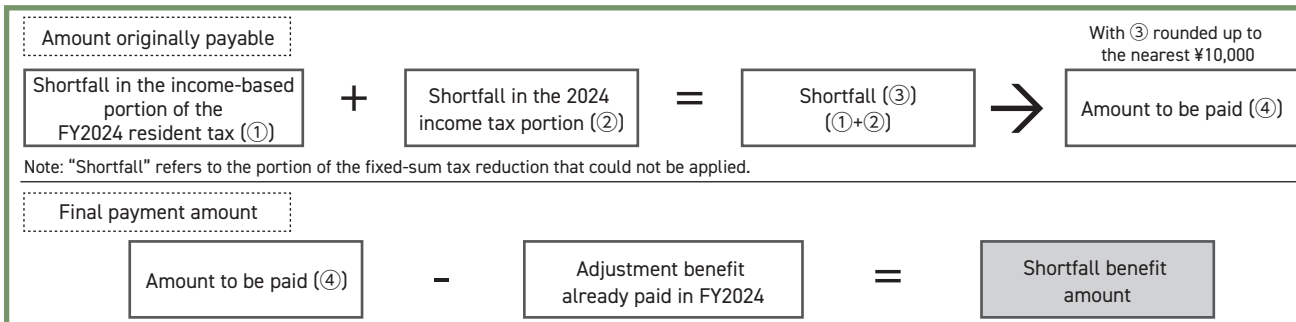 Amount originally payable
With ③ rounded up to
the nearest ¥10,000
Shortfall in the income-based
portion of the
FY2024 resident tax (①)
+
Shortfall in the 2024
income tax portion (②)
=
Shortfall (③)
(①+②)
→
Amount to be paid (④)
Note: “Shortfall” refers to the portion of the fixed-sum tax reduction that could not be applied.
Final payment amount
Amount to be paid (④)
-
Adjustment benefit
already paid in FY2024
=
Shortfall benefit
amount